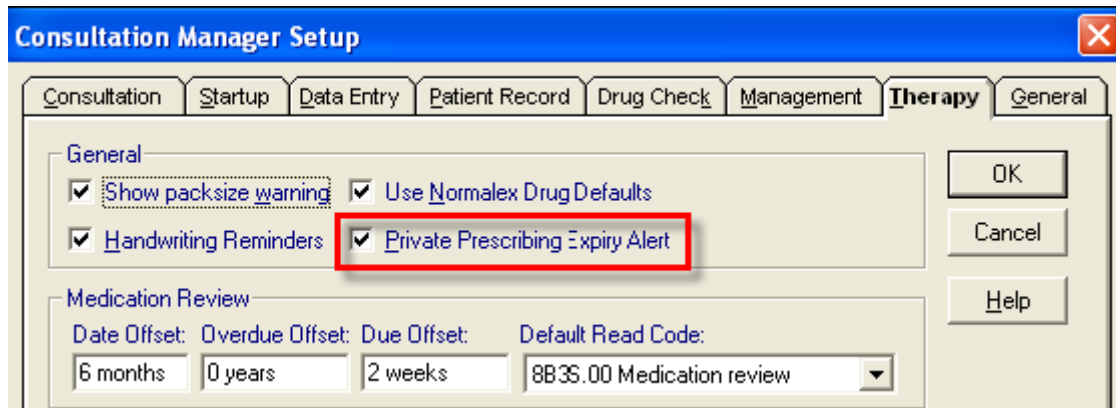 Consultation Manager Setup
Consultation Startup Data Entry Patient Record Drug Check Management Therapy General
General
Show packsize warning Use Normalex Drug Defaults
Handwriting Reminders Private Prescribing Expiry Alert
OK
Cancel
Help
Medication Review
Date Offset: Overdue Offset: Due Offset: Default Read Code:
6 months 0 years 2 weeks 8B3S.00 Medication review